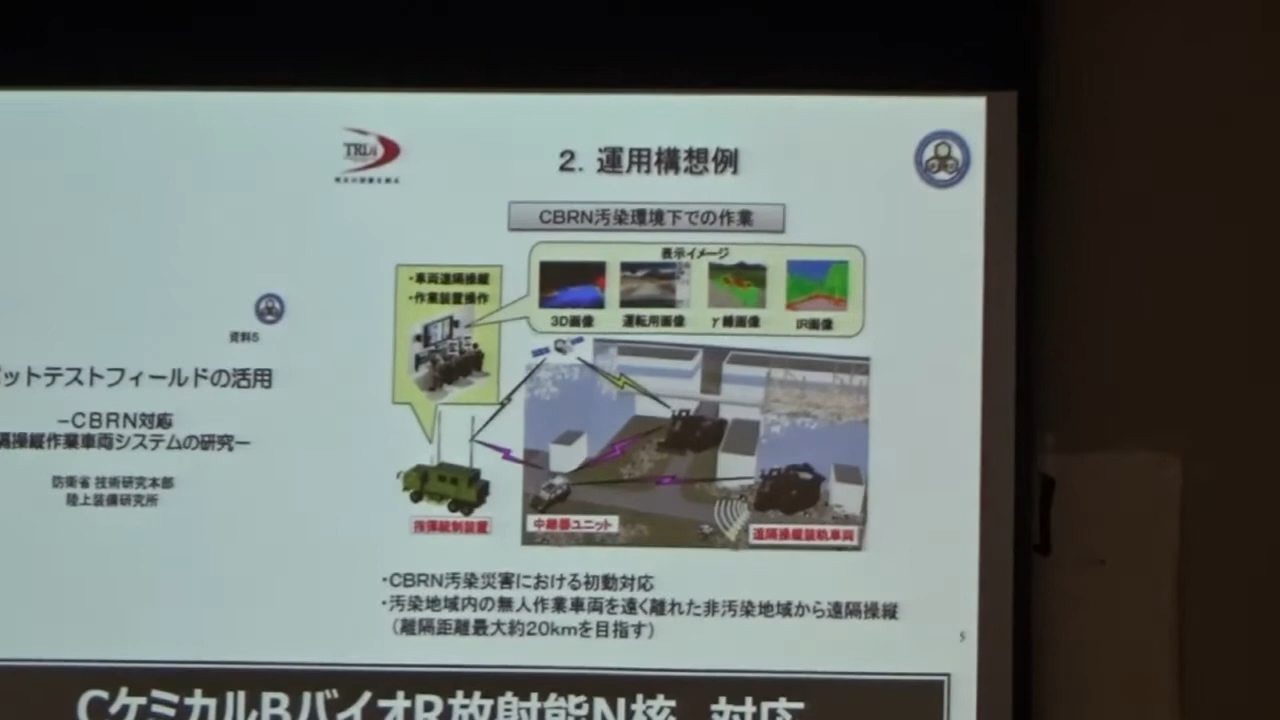 資料5
ットテストフィールドの活用
−CBRN対応
隔操縦作業車両システムの研究−
防衛省 技術研究本部
陸上装備研究所
TRDi
2. 運用構想例
CBRN汚染環境下での作業
・車両遠隔操縦
・作業装置操作
表示イメージ
3D画像
運転用画像
γ線画像
IR画像
指揮統制装置
中継器ユニット
遠隔操縦装軌車両
・CBRN汚染災害における初動対応
・汚染地域内の無人作業車両を遠く離れた非汚染地域から遠隔操縦
（離隔距離最大約20kmを目指す）
5
CケミカルBバイオR放射能N核 対応